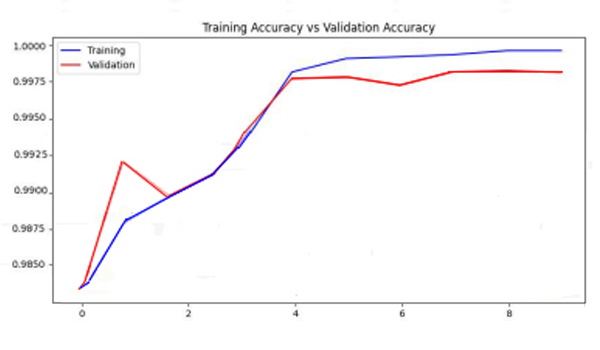 Training Accuracy vs Validation Accuracy
1.0000
Training
Validation
0.9975
0.9950
0.9925
0.9900
0.9875
0.9850
0 2 4 6 8